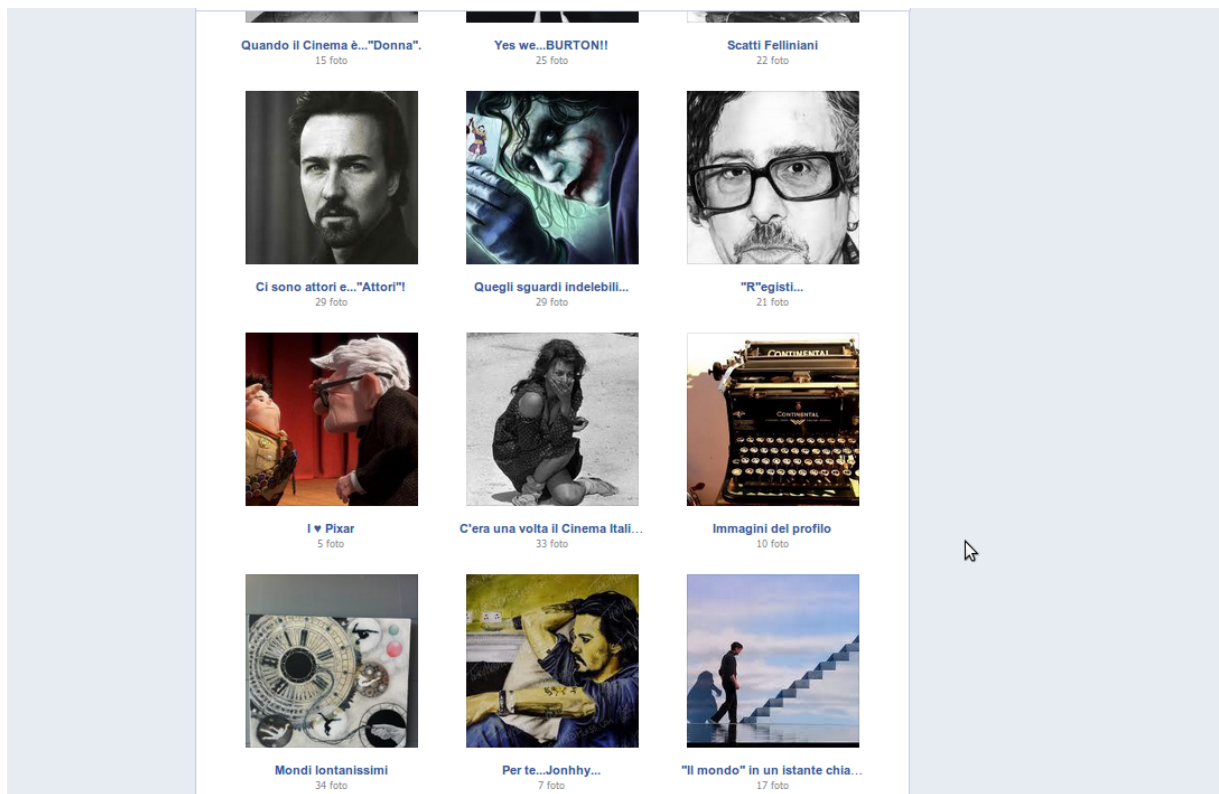 Quando il Cinema è..."Donna".
15 foto
Yes we...BURTON!!
25 foto
Scatti Felliniani
22 foto
Ci sono attori e..."Attori"!
29 foto
Quegli sguardi indelebili...
29 foto
"R"egisti...
21 foto
CONTINENTAL
CONTINENTAL
I ♥ Pixar
5 foto
C'era una volta il Cinema Itali...
33 foto
Immagini del profilo
10 foto
Mondi lontanissimi
34 foto
Per te...Jonhhy...
7 foto
"Il mondo" in un istante chia...
17 foto